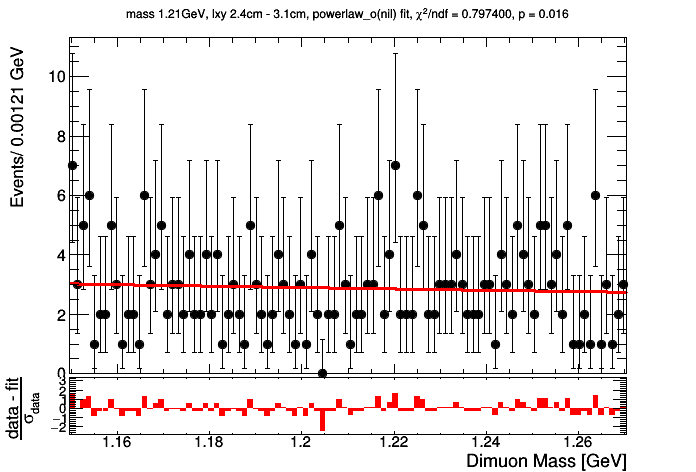 mass 1.21GeV, lxy 2.4cm - 3.1cm, powerlaw_o(nil) fit, χ²/ndf = 0.797400, p = 0.016
Events/ 0.00121 GeV
10
8
6
4
2
0
data - fit
σdata
3
2
1
0
−1
−2
1.16 1.18 1.2 1.22 1.24 1.26
Dimuon Mass [GeV]